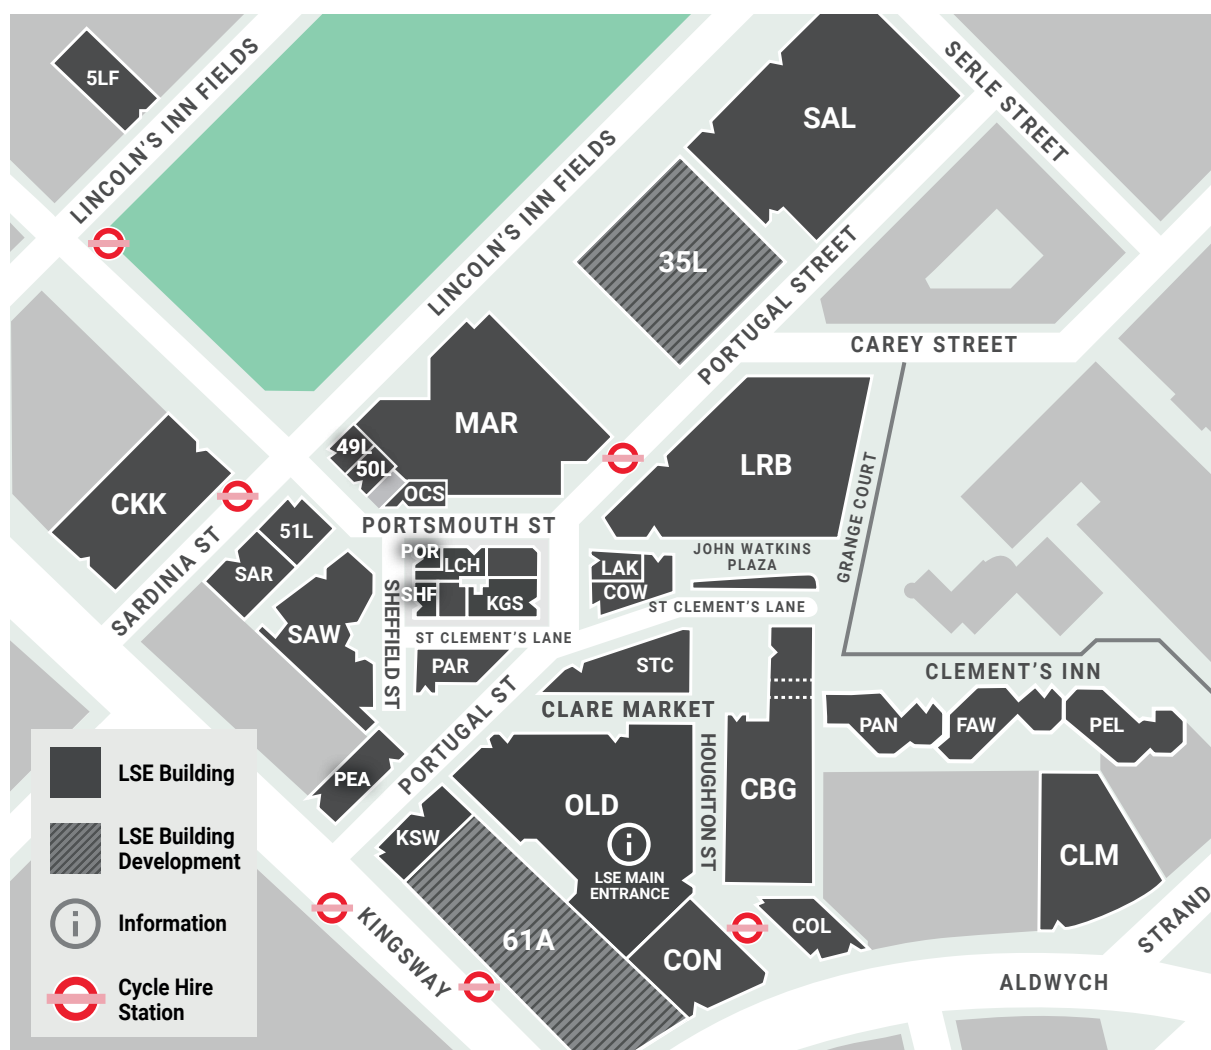 5LF
LINCOLN'S INN FIELDS
SAL
SERLE STREET
LINCOLN'S INN FIELDS
35L
PORTUGAL STREET
CAREY STREET
MAR
49L
50L
OCS
LRB
GRANGE COURT
CKK
SARDINIA ST
51L
SAR
PORTSMOUTH ST
POR
LCH
SHF
KGS
SHEFFIELD ST
LAK
COW
JOHN WATKINS
PLAZA
ST CLEMENT'S LANE
SAW
ST CLEMENT'S LANE
PAR
STC
CLEMENT'S INN
PORTUGAL ST
CLARE MARKET
HOUGHTON ST
PAN
FAW
PEL
PEA
OLD
CBG
KSW
LSE MAIN
ENTRANCE
CLM
61A
CON
COL
KINGSWAY
STRAND
ALDWYCH
LSE Building
LSE Building
Development
Information
Cycle Hire
Station